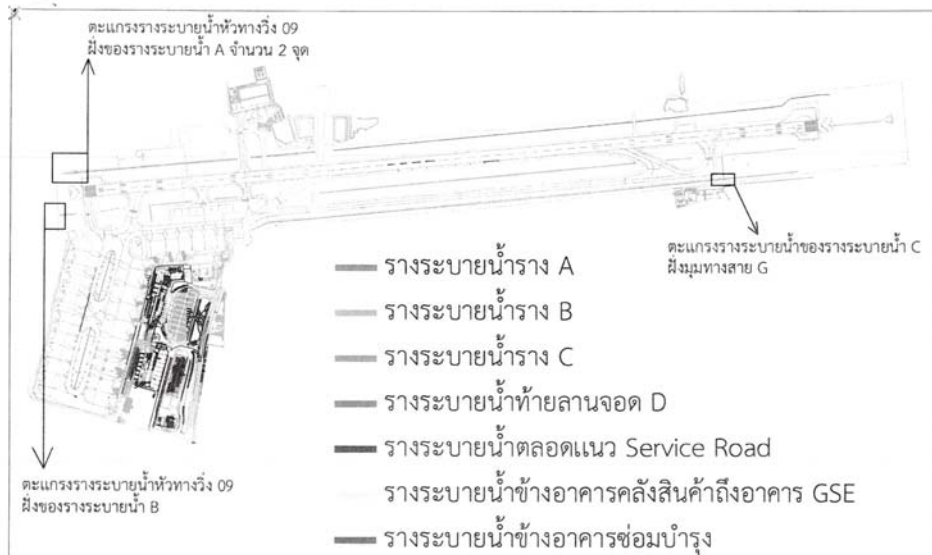 ตะแกรงรางระบายน้ำหัวทางวิ่ง 09
ฝั่งของรางระบายน้ำ A จำนวน 2 จุด
ตะแกรงรางระบายน้ำของรางระบายน้ำ C
ฝั่งมุมทางสาย G
รางระบายน้ำราง A
รางระบายน้ำราง B
รางระบายน้ำราง C
รางระบายน้ำท้ายลานจอด D
รางระบายน้ำตลอดแนว Service Road
รางระบายน้ำข้างอาคารคลังสินค้าถึงอาคาร GSE
รางระบายน้ำข้างอาคารซ่อมบำรุง
ตะแกรงรางระบายน้ำหัวทางวิ่ง 09
ฝั่งของรางระบายน้ำ B